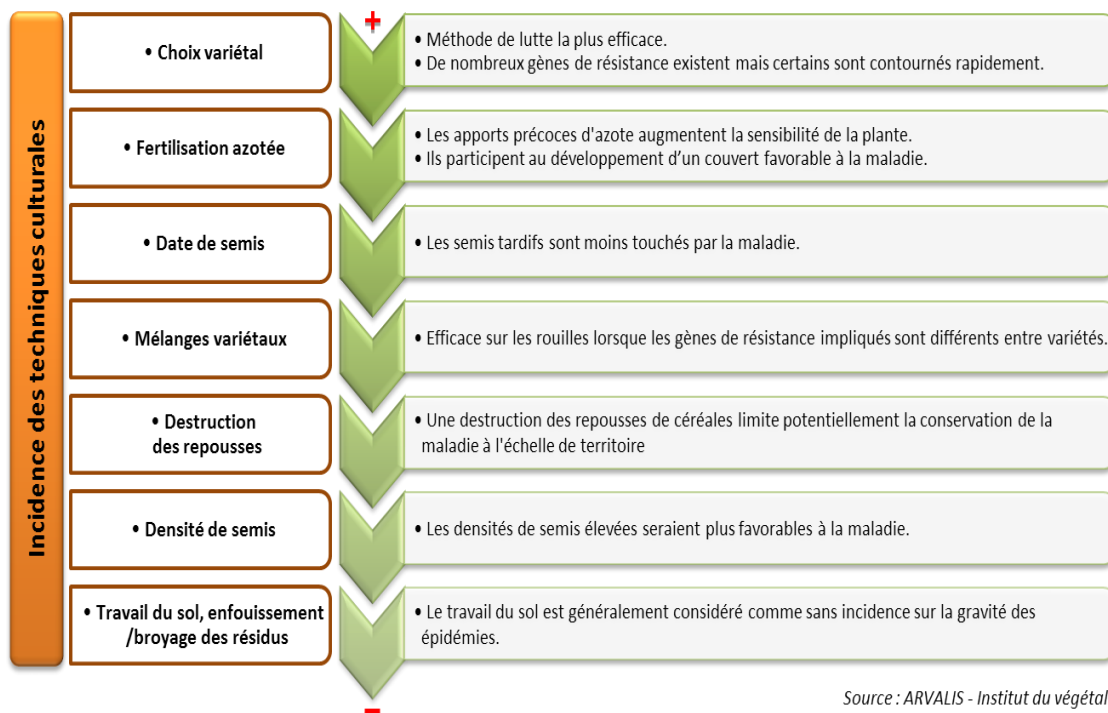 Incidence des techniques culturales
+
• Choix variétal
• Méthode de lutte la plus efficace.
• De nombreux gènes de résistance existent mais certains sont contournés rapidement.
• Fertilisation azotée
• Les apports précoces d'azote augmentent la sensibilité de la plante.
• Ils participent au développement d’un couvert favorable à la maladie.
• Date de semis
• Les semis tardifs sont moins touchés par la maladie.
• Mélanges variétaux
• Efficace sur les rouilles lorsque les gènes de résistance impliqués sont différents entre variétés.
• Destruction
des repousses
• Une destruction des repousses de céréales limite potentiellement la conservation de la
maladie à l'échelle de territoire
• Densité de semis
• Les densités de semis élevées seraient plus favorables à la maladie.
• Travail du sol, enfouissement
/broyage des résidus
• Le travail du sol est généralement considéré comme sans incidence sur la gravité des
épidémies.
–
Source : ARVALIS - Institut du végétal